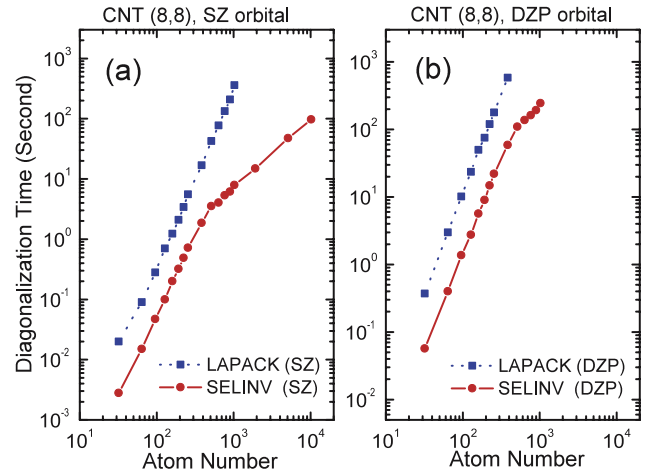 CNT (8,8), SZ orbital
CNT (8,8), DZP orbital
(a)
(b)
Diagonalization Time (Second)
10^3
10^2
10^1
10^0
10^-1
10^-2
10^-3
10^3
10^2
10^1
10^0
10^-1
10^-2
LAPACK (SZ)
SELINV (SZ)
LAPACK (DZP)
SELINV (DZP)
10^1 10^2 10^3 10^4
10^1 10^2 10^3 10^4
Atom Number
Atom Number